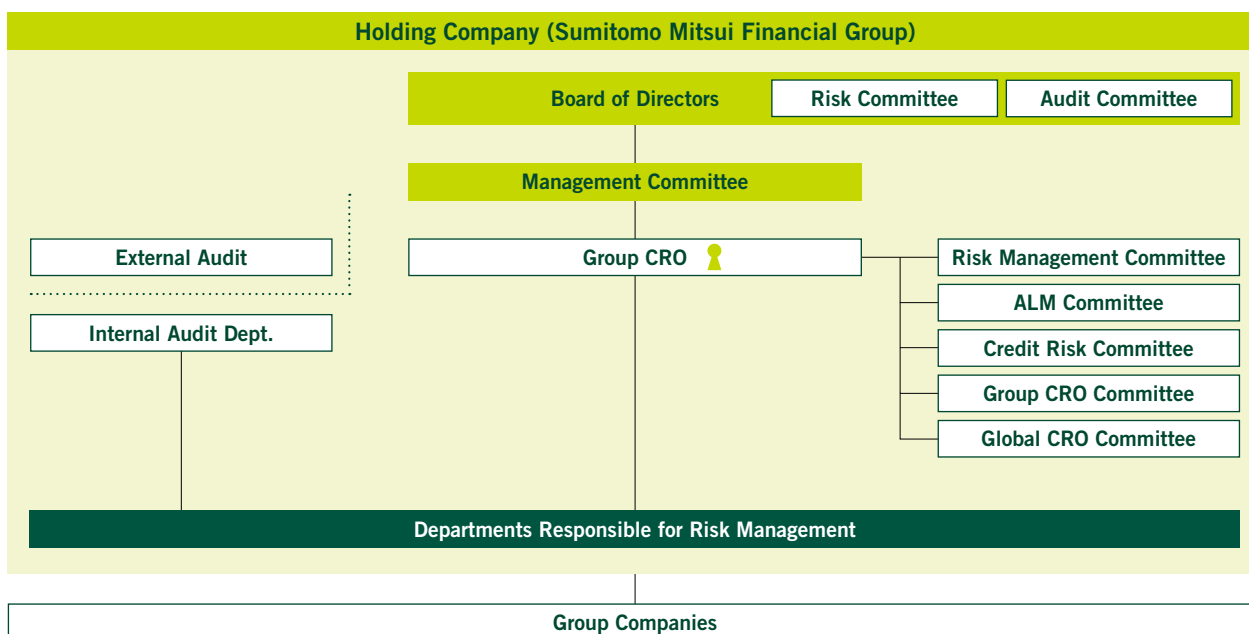 Holding Company (Sumitomo Mitsui Financial Group)
Board of Directors
Risk Committee
Audit Committee
Management Committee
External Audit
Group CRO
Risk Management Committee
ALM Committee
Internal Audit Dept.
Credit Risk Committee
Group CRO Committee
Global CRO Committee
Departments Responsible for Risk Management
Group Companies